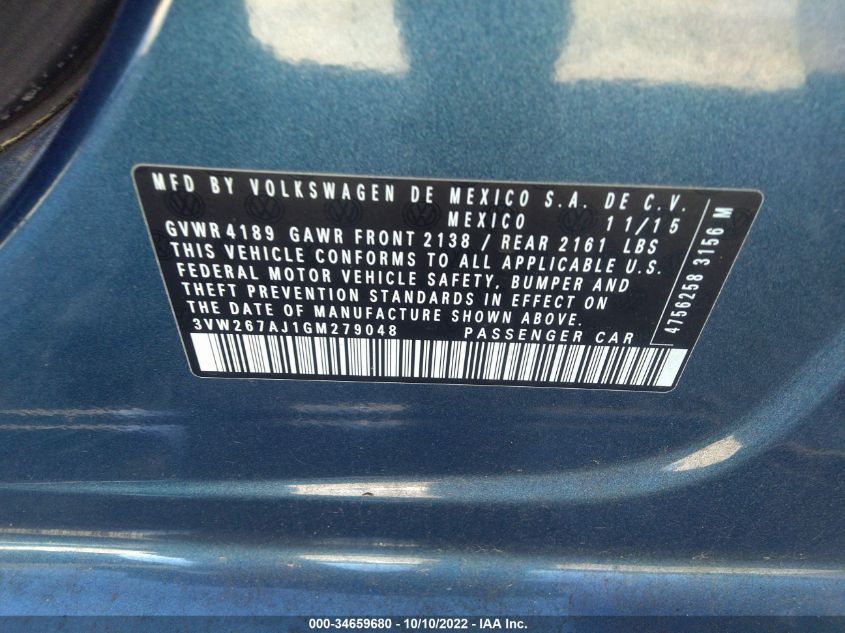 MFD BY VOLKSWAGEN DE MEXICO S.A. DE C.V.
MEXICO 11/15
GVWR 4189 GAWR FRONT 2138 / REAR 2161 LBS
THIS VEHICLE CONFORMS TO ALL APPLICABLE U.S.
FEDERAL MOTOR VEHICLE SAFETY, BUMPER AND
THEFT PREVENTION STANDARDS IN EFFECT ON
THE DATE OF MANUFACTURE SHOWN ABOVE.
3VW267AJ1GM279048 PASSENGER CAR
4756258 3156 M
000-34659680 - 10/10/2022 - IAA Inc.